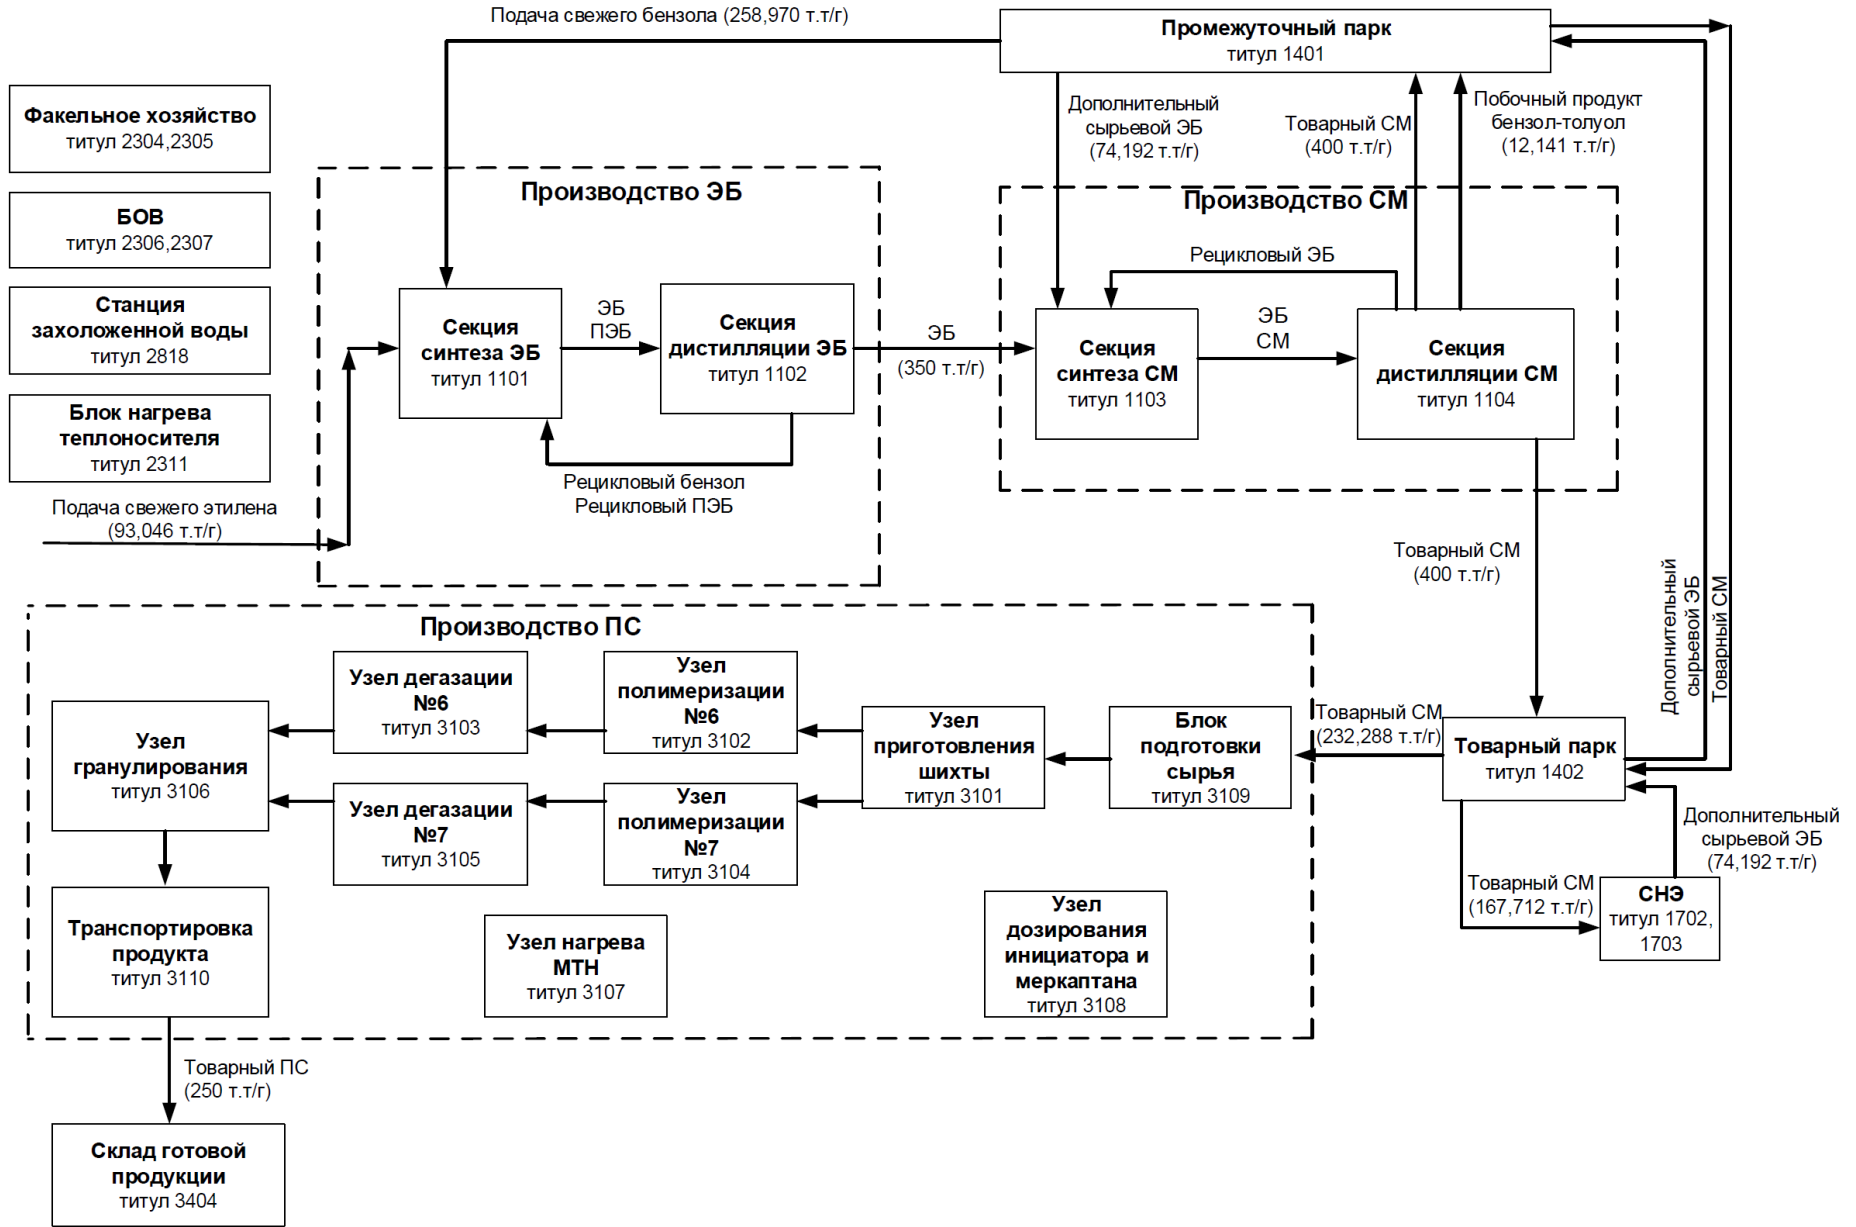 Подача свежего бензола (258,970 т.т/г)
Промежуточный парк
титул 1401
Факельное хозяйство
титул 2304,2305
БОВ
титул 2306,2307
Станция
захоложенной воды
титул 2818
Блок нагрева
теплоносителя
титул 2311
Подача свежего этилена
(93,046 т.т/г)
Дополнительный
сырьевой ЭБ
(74,192 т.т/г)
Товарный СМ
(400 т.т/г)
Побочный продукт
бензол-толуол
(12,141 т.т/г)
Производство ЭБ
Секция
синтеза ЭБ
титул 1101
ЭБ
ПЭБ
Секция
дистилляции ЭБ
титул 1102
Рецикловый бензол
Рецикловый ПЭБ
ЭБ
(350 т.т/г)
Производство СМ
Рецикловый ЭБ
Секция
синтеза СМ
титул 1103
ЭБ
СМ
Секция
дистилляции СМ
титул 1104
Товарный СМ
(400 т.т/г)
Дополнительный
сырьевой ЭБ
Товарный СМ
Производство ПС
Узел
гранулирования
титул 3106
Узел дегазации
№6
титул 3103
Узел
полимеризации
№6
титул 3102
Узел
приготовления
шихты
титул 3101
Блок
подготовки
сырья
титул 3109
Товарный СМ
(232,288 т.т/г)
Товарный парк
титул 1402
Узел дегазации
№7
титул 3105
Узел
полимеризации
№7
титул 3104
Дополнительный
сырьевой ЭБ
(74,192 т.т/г)
Товарный СМ
(167,712 т.т/г)
СНЭ
титул 1702,
1703
Транспортировка
продукта
титул 3110
Узел нагрева
МТН
титул 3107
Узел
дозирования
инициатора и
меркаптана
титул 3108
Товарный ПС
(250 т.т/г)
Склад готовой
продукции
титул 3404